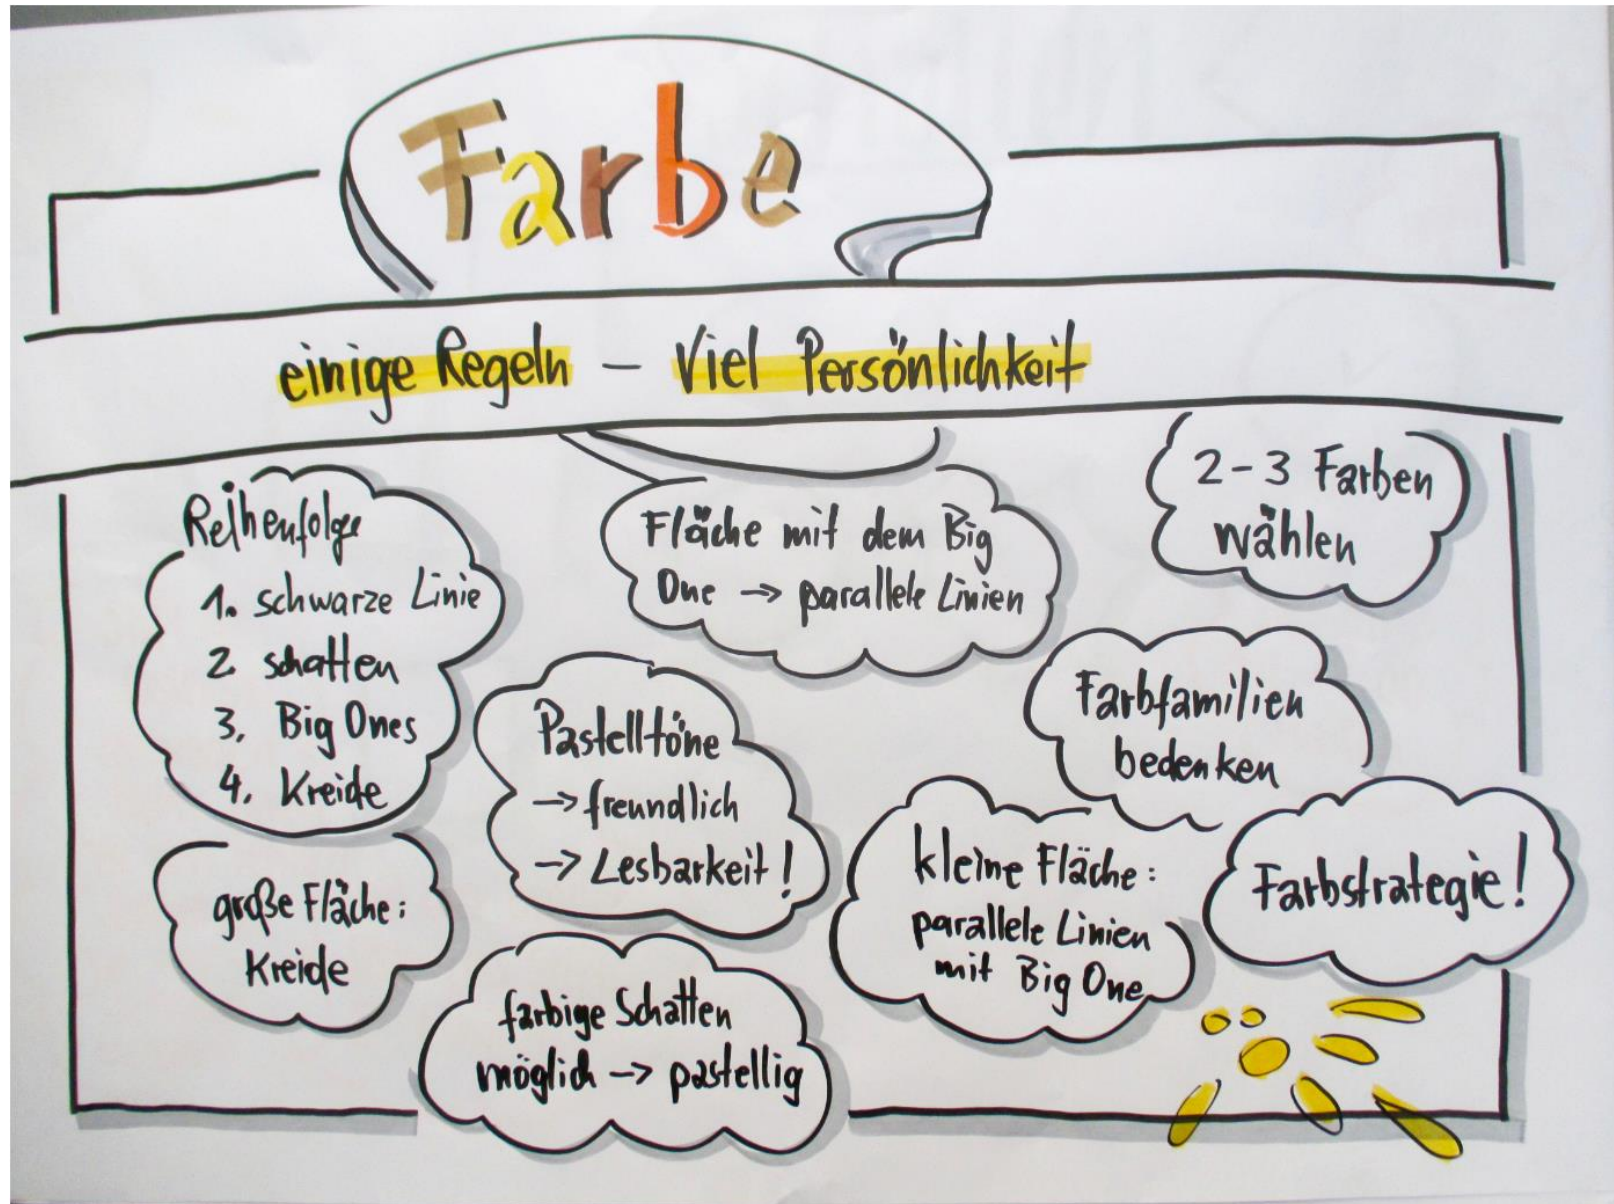 Farbe
einige Regeln – Viel Persönlichkeit
Reihenfolge
1. schwarze Linie
2. schatten
3. Big Ones
4. Kreide
Fläche mit dem Big
One → parallele Linien
2-3 Farben
wählen
Pastelltöne
→ freundlich
→ Lesbarkeit!
Farbfamilien
bedenken
große Fläche:
Kreide
kleine Fläche:
parallele Linien
mit Big One
Farbstrategie!
farbige Schatten
möglich → pastellig